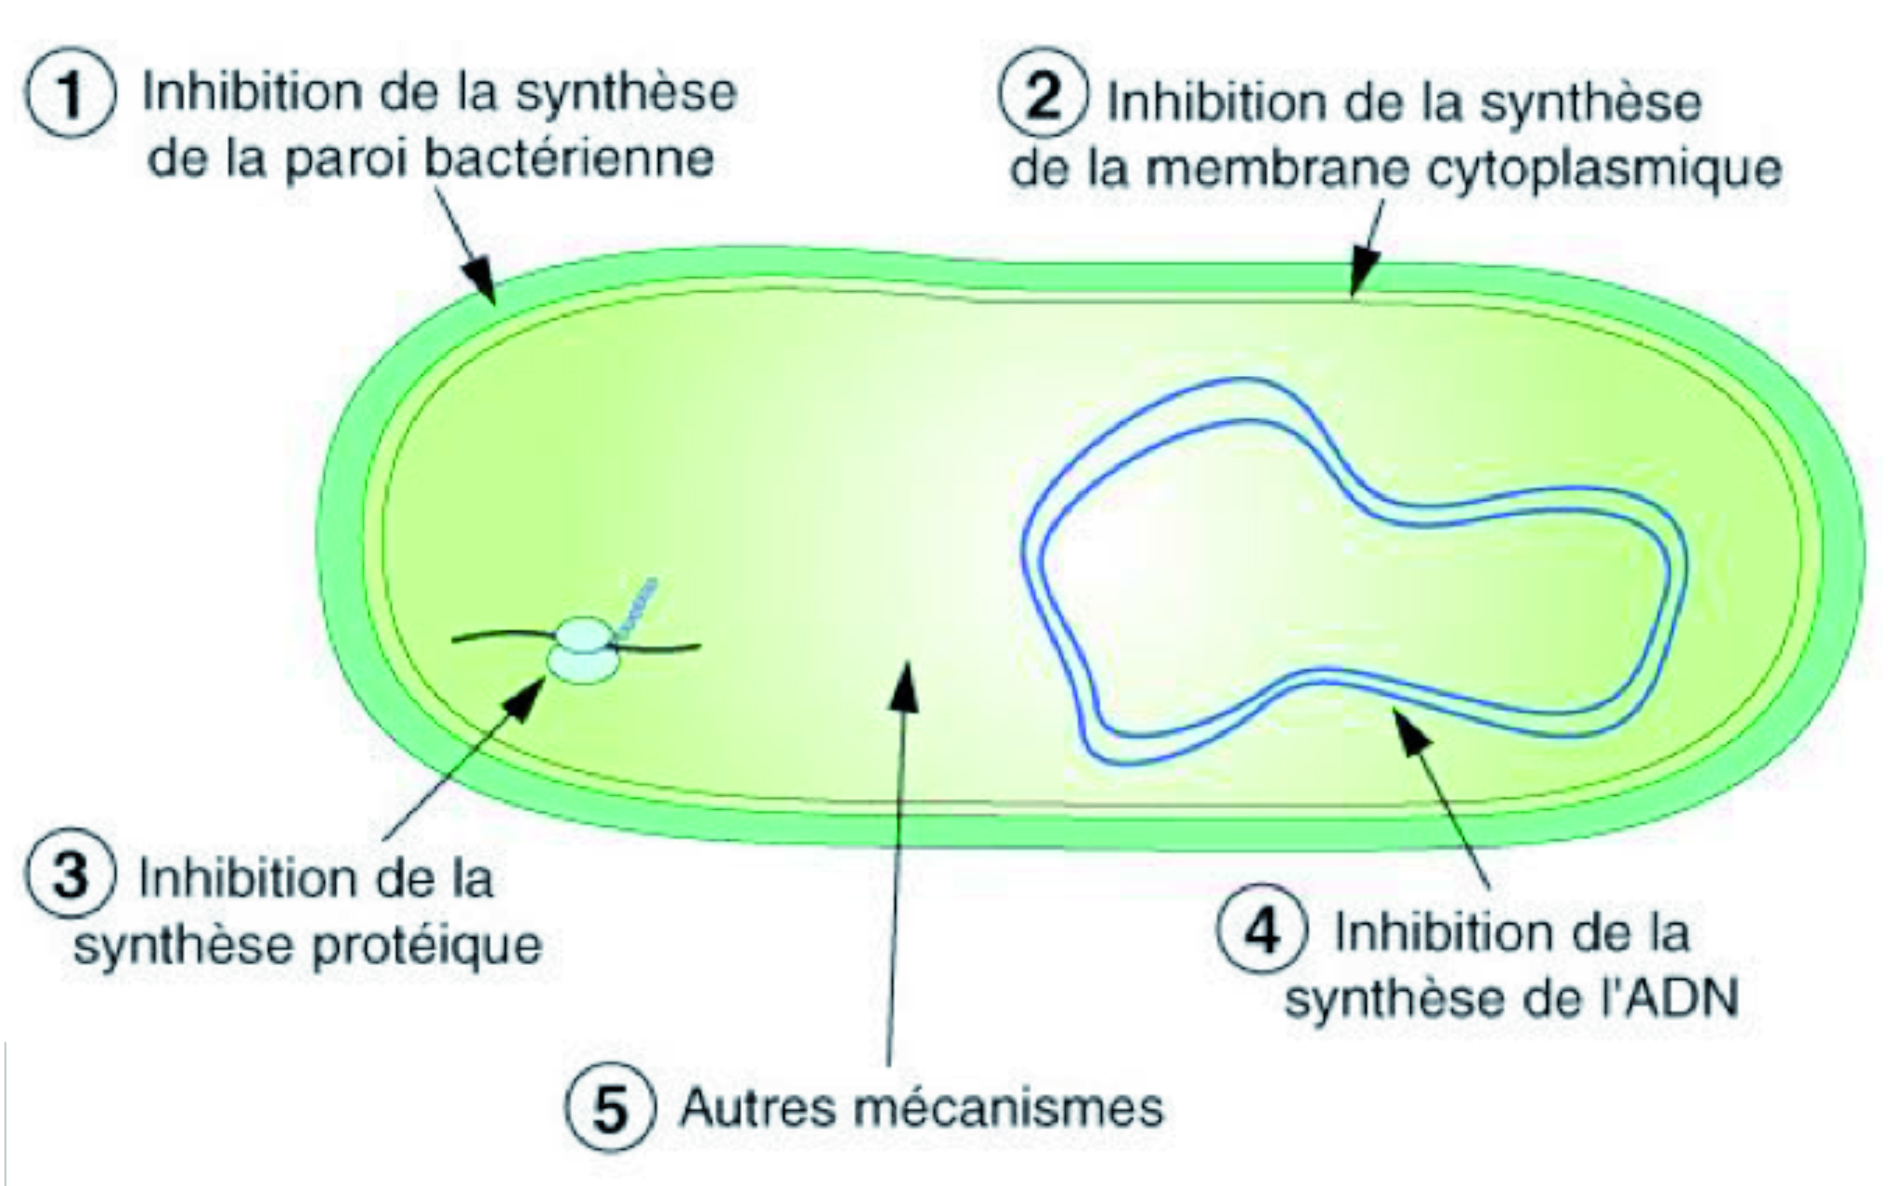 1 Inhibition de la synthèse
de la paroi bactérienne
2 Inhibition de la synthèse
de la membrane cytoplasmique
3 Inhibition de la
synthèse protéique
4 Inhibition de la
synthèse de l'ADN
5 Autres mécanismes